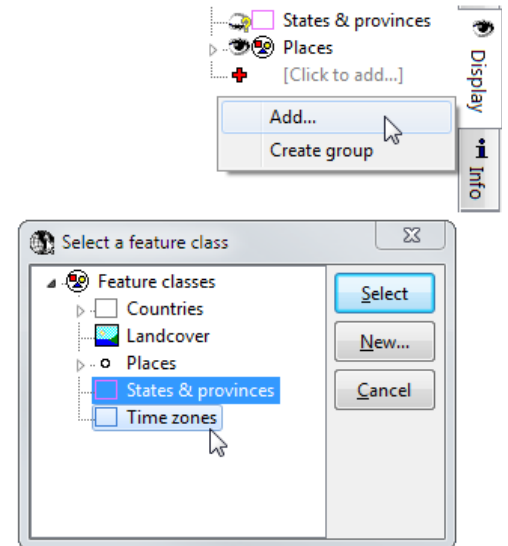 States & provinces
Places
[Click to add...]
Display
Add...
Create group
Info
Select a feature class
Feature classes
Countries
Landcover
Places
States & provinces
Time zones
Select
New...
Cancel